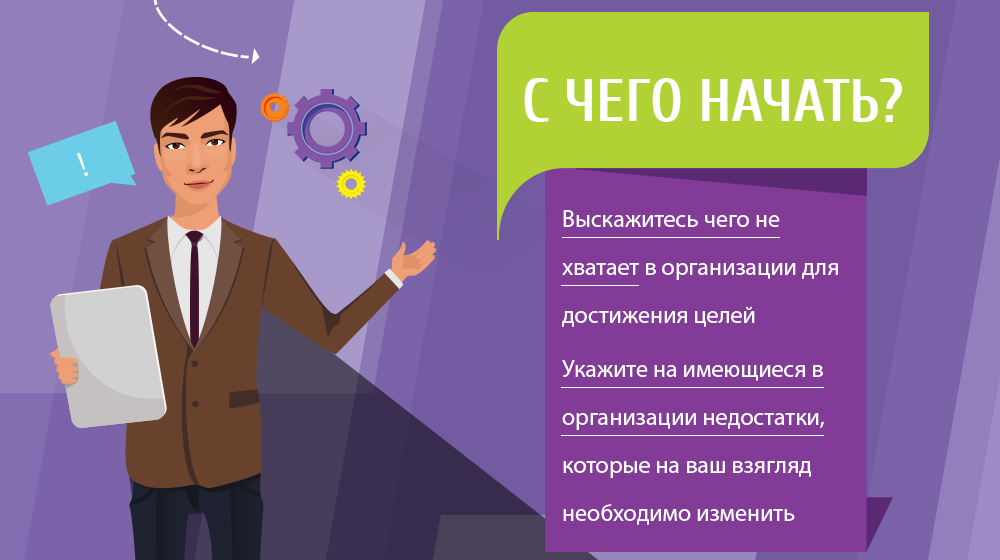 !
С ЧЕГО НАЧАТЬ?
Выскажитесь чего не
хватает в организации для
достижения целей
Укажите на имеющиеся в
организации недостатки,
которые на ваш взягляд
необходимо изменить